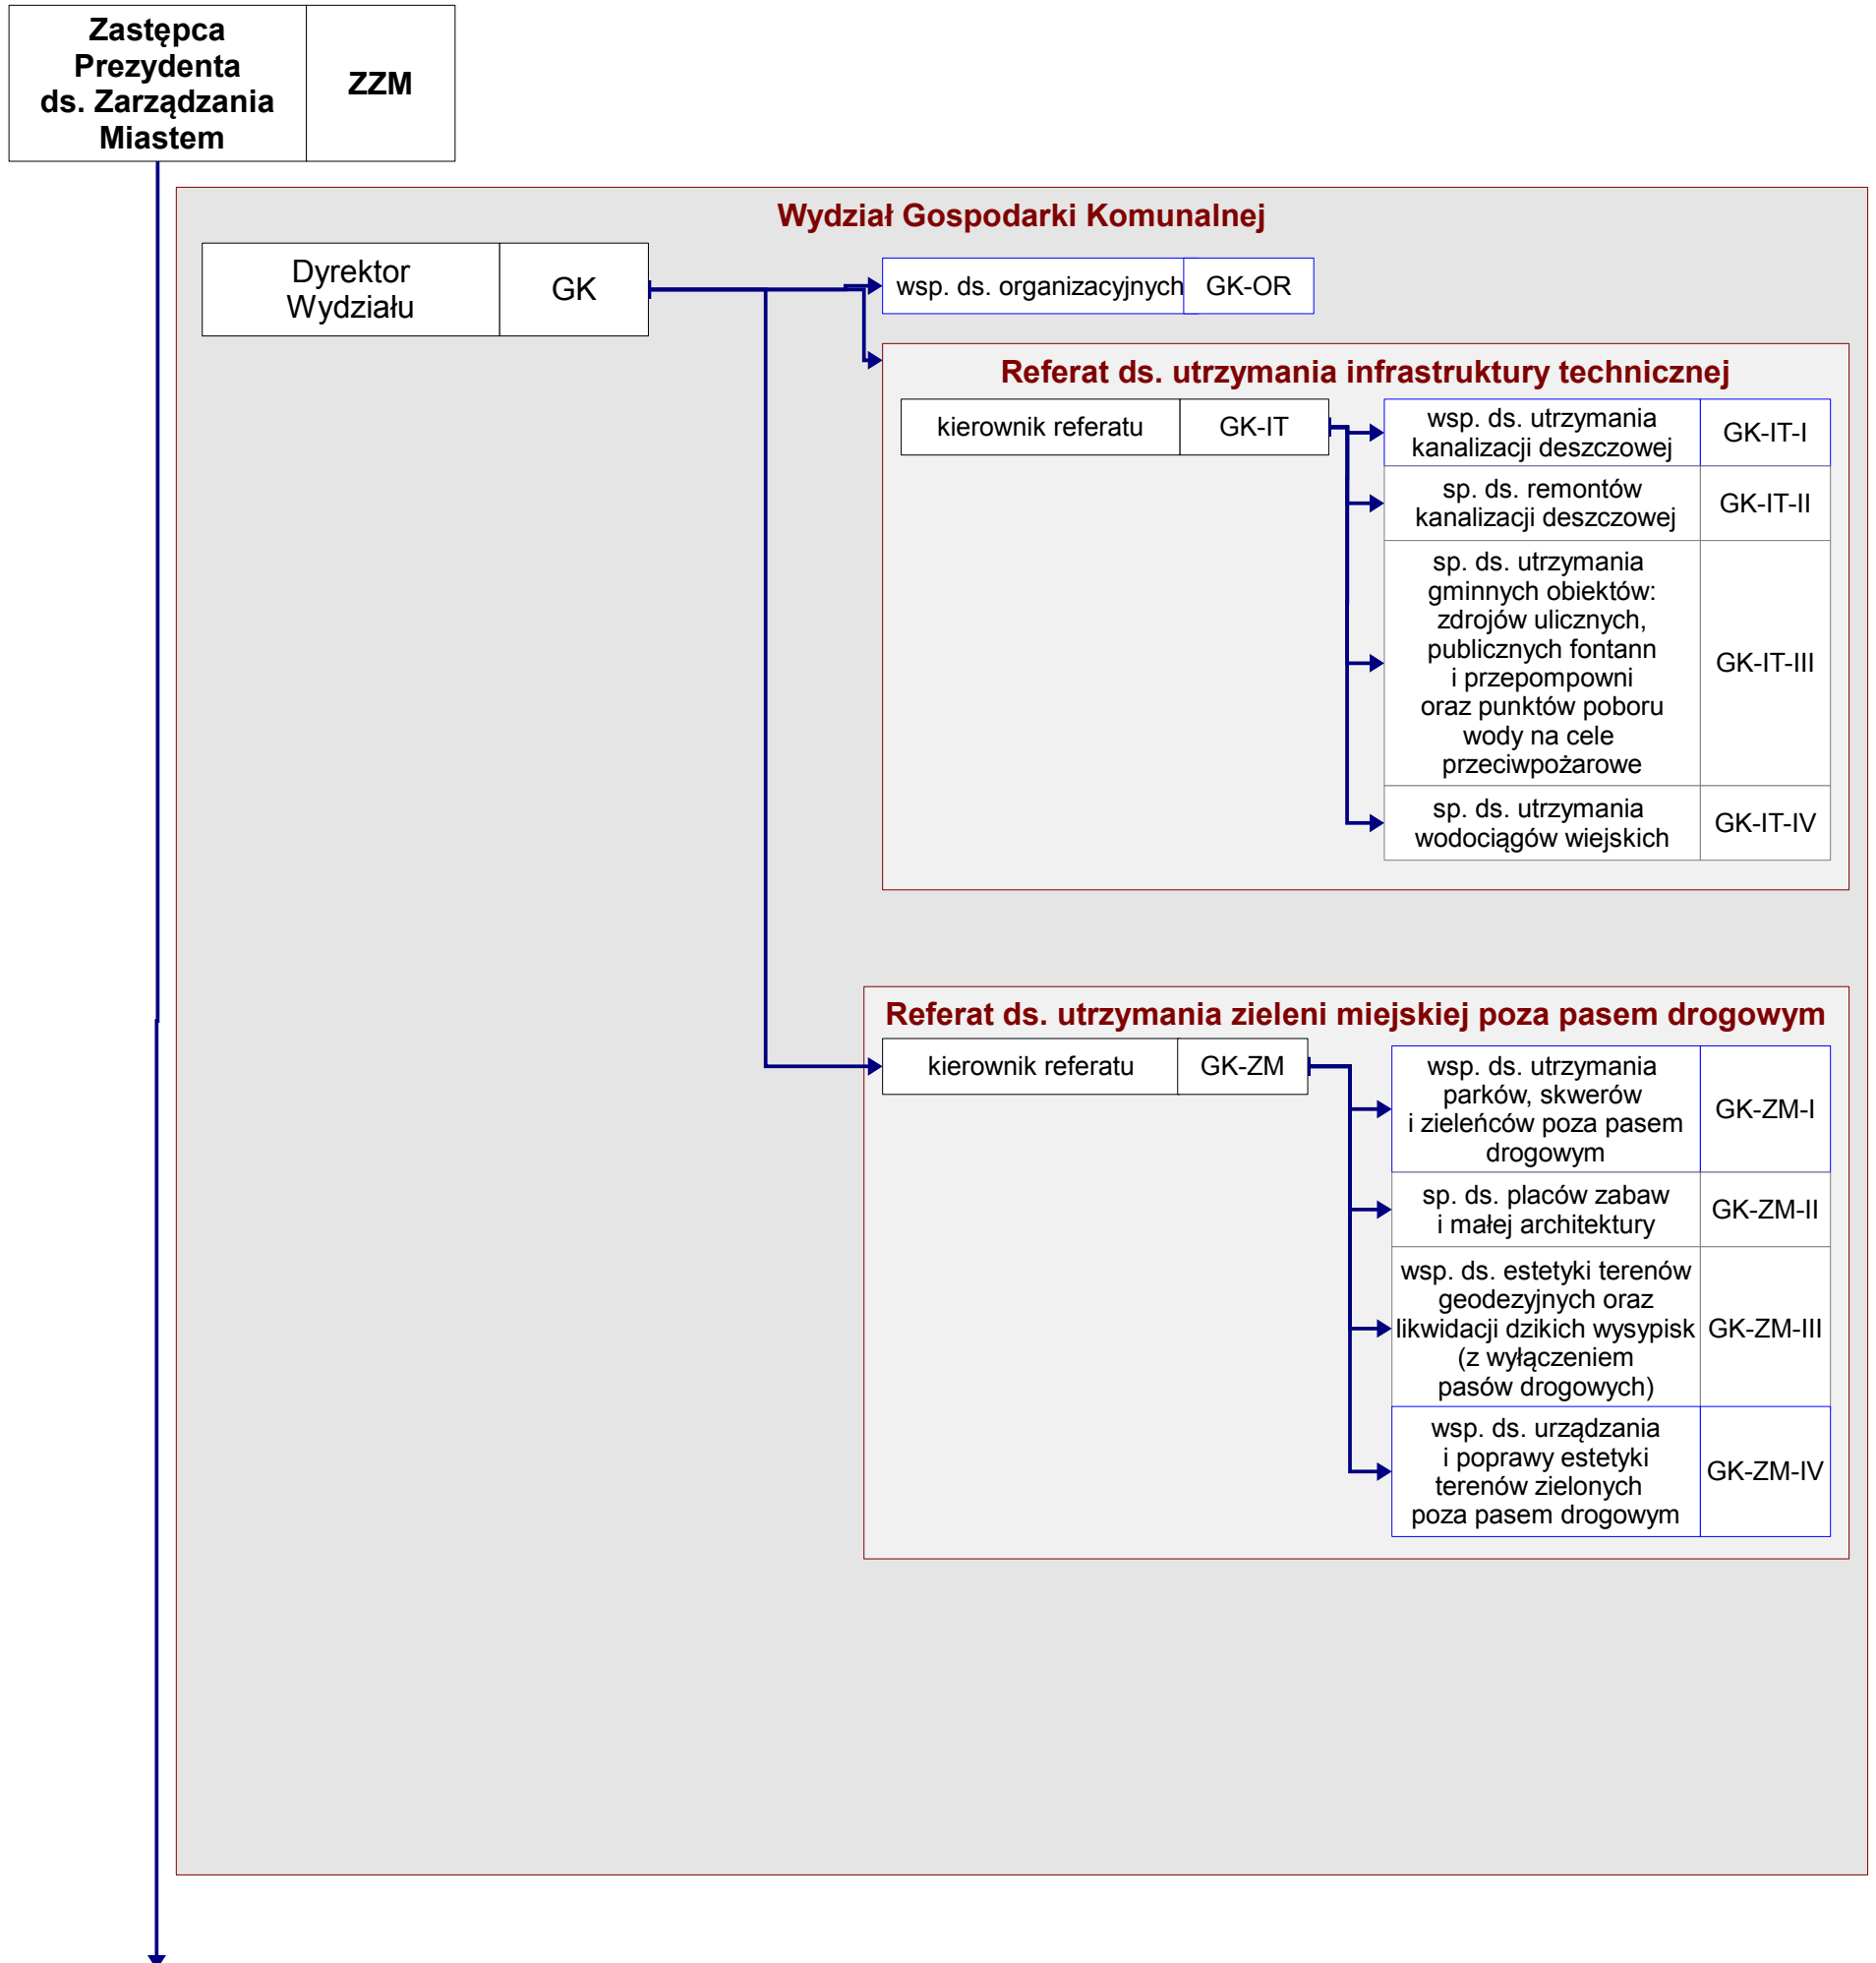 Zastępca
Prezydenta
ds. Zarządzania
Miastem
ZZM
Wydział Gospodarki Komunalnej
Dyrektor
Wydziału
GK
wsp. ds. organizacyjnych
GK-OR
Referat ds. utrzymania infrastruktury technicznej
kierownik referatu
GK-IT
wsp. ds. utrzymania
kanalizacji deszczowej
GK-IT-I
sp. ds. remontów
kanalizacji deszczowej
GK-IT-II
sp. ds. utrzymania
gminnych obiektów:
zdrojów ulicznych,
publicznych fontann
i przepompowni
oraz punktów poboru
wody na cele
przeciwpożarowe
GK-IT-III
sp. ds. utrzymania
wodociągów wiejskich
GK-IT-IV
Referat ds. utrzymania zieleni miejskiej poza pasem drogowym
kierownik referatu
GK-ZM
wsp. ds. utrzymania
parków, skwerów
i zieleńców poza pasem
drogowym
GK-ZM-I
sp. ds. placów zabaw
i małej architektury
GK-ZM-II
wsp. ds. estetyki terenów
geodezyjnych oraz
likwidacji dzikich wysypisk
(z wyłączeniem
pasów drogowych)
GK-ZM-III
wsp. ds. urządzania
i poprawy estetyki
terenów zielonych
poza pasem drogowym
GK-ZM-IV